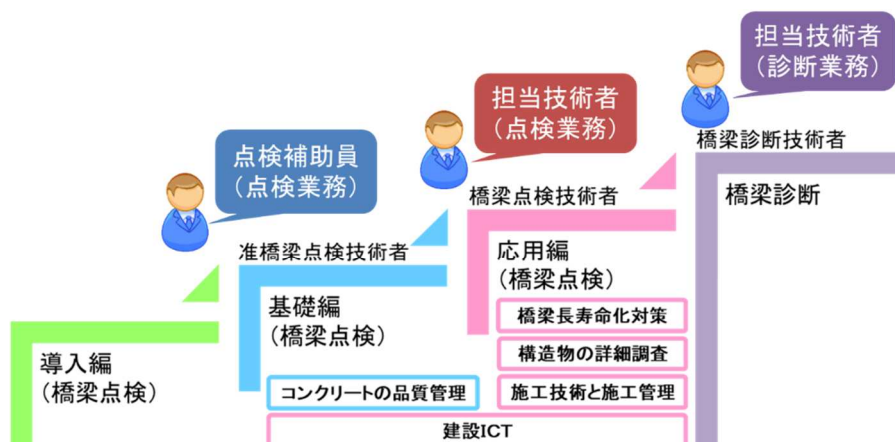 担当技術者
（診断業務）
担当技術者
（点検業務）
点検補助員
（点検業務）
橋梁診断技術者
橋梁診断
橋梁点検技術者
応用編
（橋梁点検）
橋梁長寿命化対策
構造物の詳細調査
施工技術と施工管理
准橋梁点検技術者
基礎編
（橋梁点検）
コンクリートの品質管理
導入編
（橋梁点検）
建設ICT